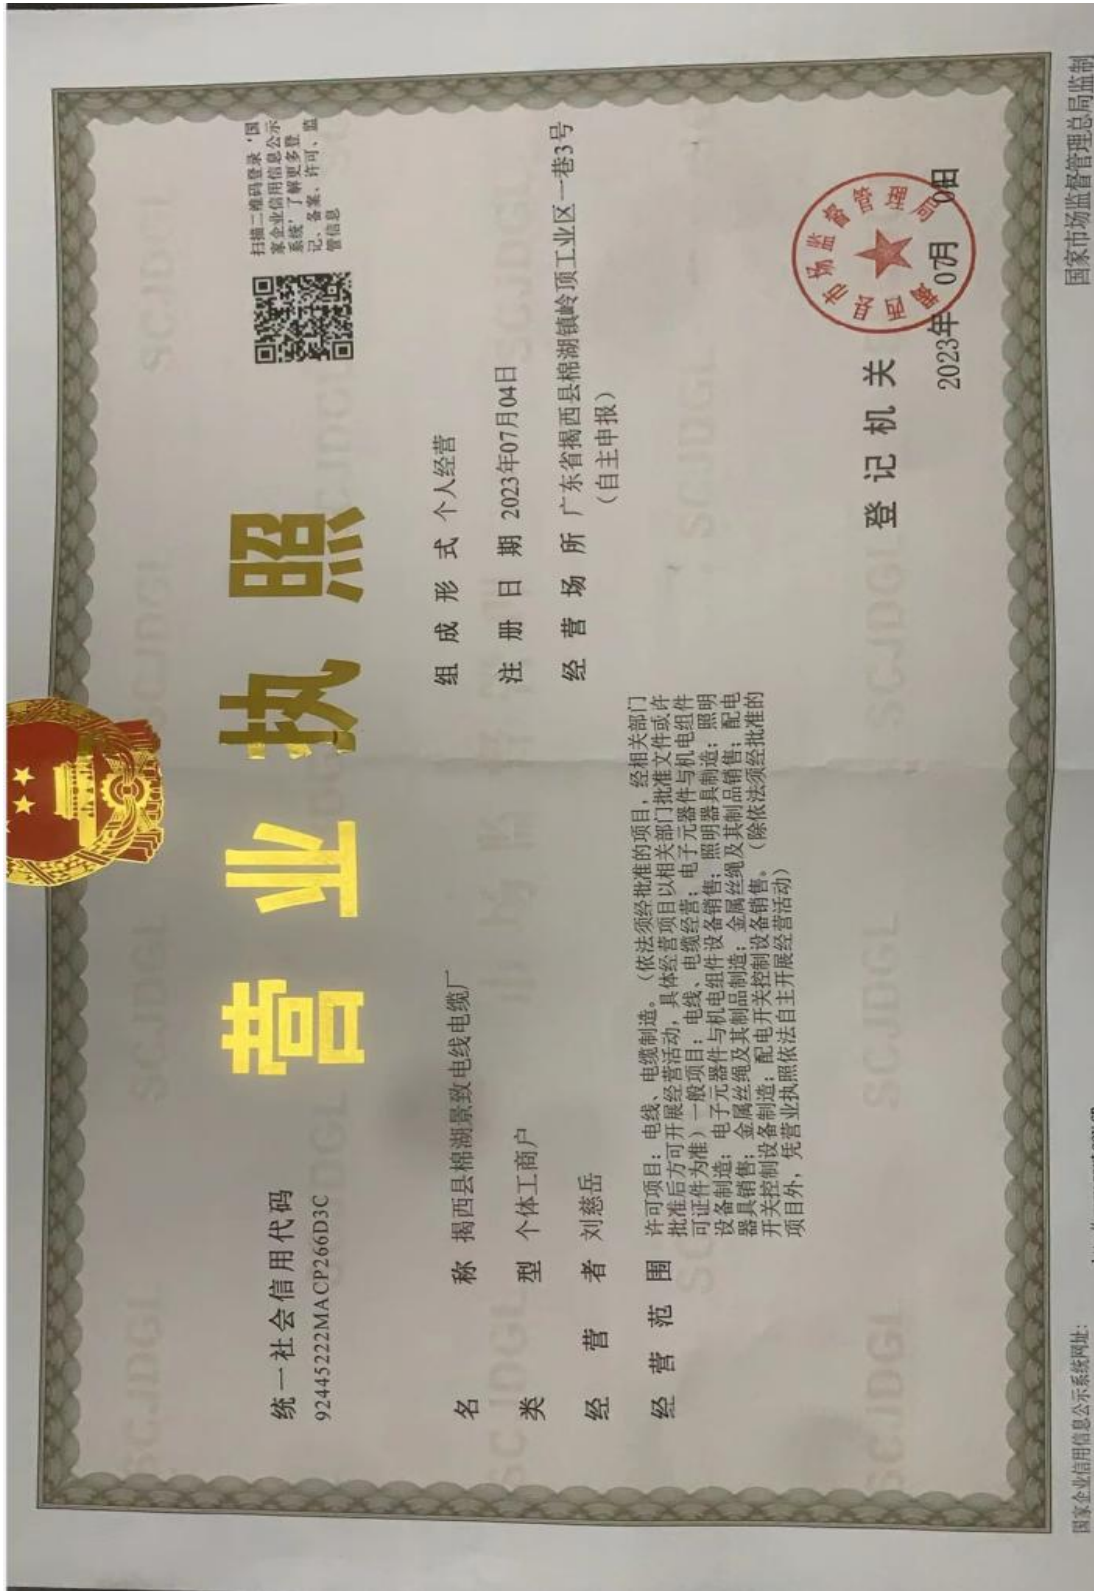 营业执照
统一社会信用代码
92445222MACP266D3C
扫描二维码登录‘国
家企业信用信息公示
系统’了解更多登
记、备案、许可、监
管信息
名称 揭西县棉湖景致电线电缆厂
类型 个体工商户
经营者 刘慈岳
经营范围 许可项目：电线、电缆制造。（依法须经批准的项目，经相关部门
批准后方可开展经营活动，具体经营项目以相关部门批准文件或许
可证件为准）一般项目：电线、电缆经营；电子元器件与机电组件
设备制造；电子元器件与机电组件设备销售；照明器具制造；照明
器具销售；金属丝绳及其制品制造；金属丝绳及其制品销售；配电
开关控制设备制造；配电开关控制设备销售。（除依法须经批准的
项目外，凭营业执照依法自主开展经营活动）
组成形式 个人经营
注册日期 2023年07月04日
经营场所 广东省揭西县棉湖镇岭顶工业区一巷3号
（自主申报）
登记机关
揭西县市场监督管理局
2023年07月 日
国家企业信用信息公示系统网址：
国家市场监督管理总局监制
SCJDGL